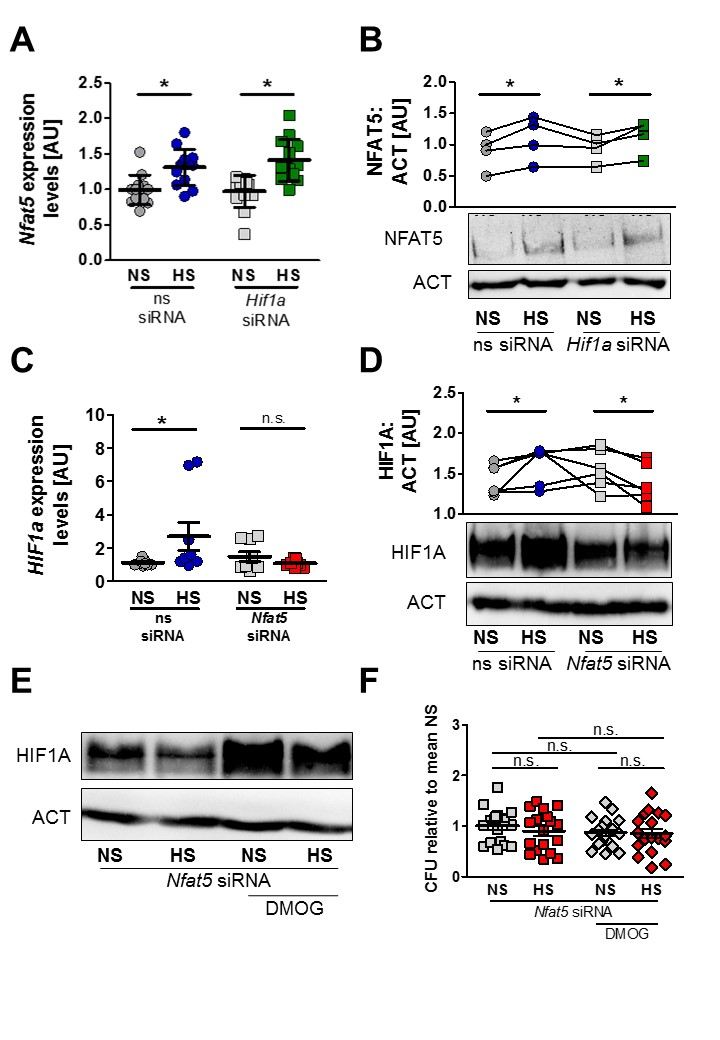 A
Nfat5 expression
levels [AU]
2.5
2.0
1.5
1.0
0.5
0.0
*
*
NS HS NS HS
ns
siRNA
Hif1a
siRNA
B
NFAT5:
ACT [AU]
2.0
1.5
1.0
0.5
0.0
*
*
NFAT5
ACT
NS HS NS HS
ns siRNA Hif1a siRNA
C
HIF1a expression
levels [AU]
10
8
6
4
2
0
*
n.s.
NS HS NS HS
ns
siRNA
Nfat5
siRNA
D
HIF1A:
ACT [AU]
2.5
2.0
1.5
1.0
*
*
HIF1A
ACT
NS HS NS HS
ns siRNA Nfat5 siRNA
E
HIF1A
ACT
NS HS NS HS
Nfat5 siRNA
DMOG
F
CFU relative to mean NS
3
2
1
0
n.s.
n.s.
n.s. n.s.
NS HS NS HS
Nfat5 siRNA
DMOG